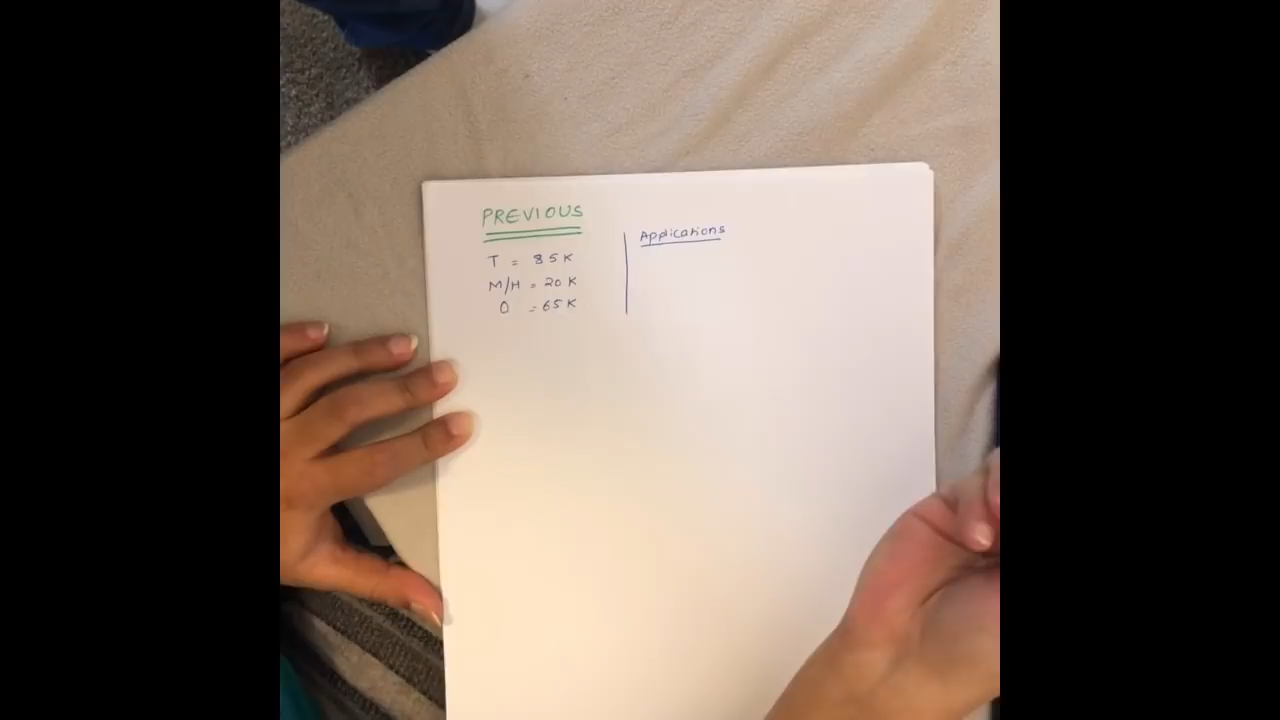 PREVIOUS
T = 85K
M/H = 20K
O = 65K
Applications